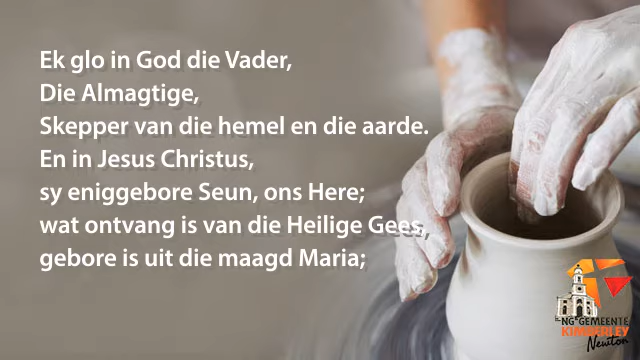 Ek glo in God die Vader,
Die Almagtige,
Skepper van die hemel en die aarde.
En in Jesus Christus,
sy eniggebore Seun, ons Here;
wat ontvang is van die Heilige Gees,
gebore is uit die maagd Maria;
NG GEMEENTE
KIMBERLEY
Newton